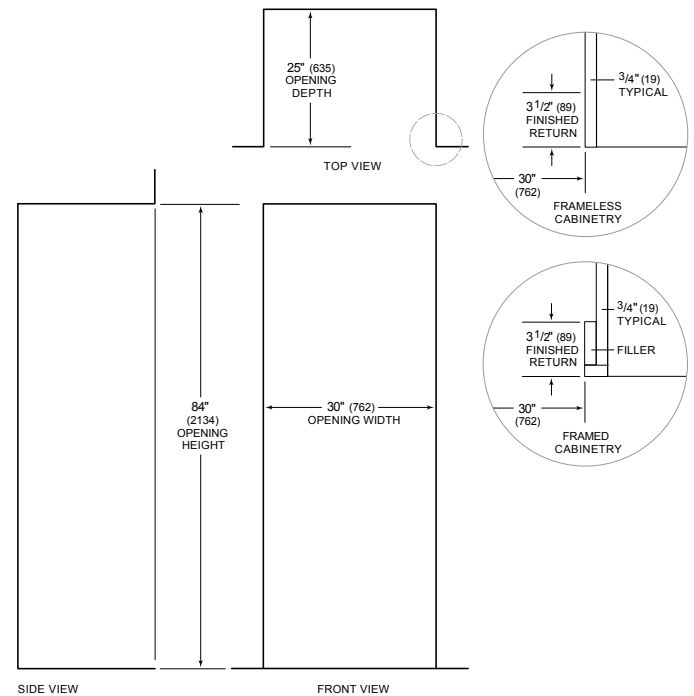 25" (635)
OPENING
DEPTH
TOP VIEW
3/4" (19)
TYPICAL
3 1/2" (89)
FINISHED
RETURN
30"
(762)
FRAMELESS
CABINETRY
3/4" (19)
TYPICAL
3 1/2" (89)
FINISHED
RETURN
FILLER
30"
(762)
FRAMED
CABINETRY
84"
(2134)
OPENING
HEIGHT
30" (762)
OPENING WIDTH
SIDE VIEW
FRONT VIEW